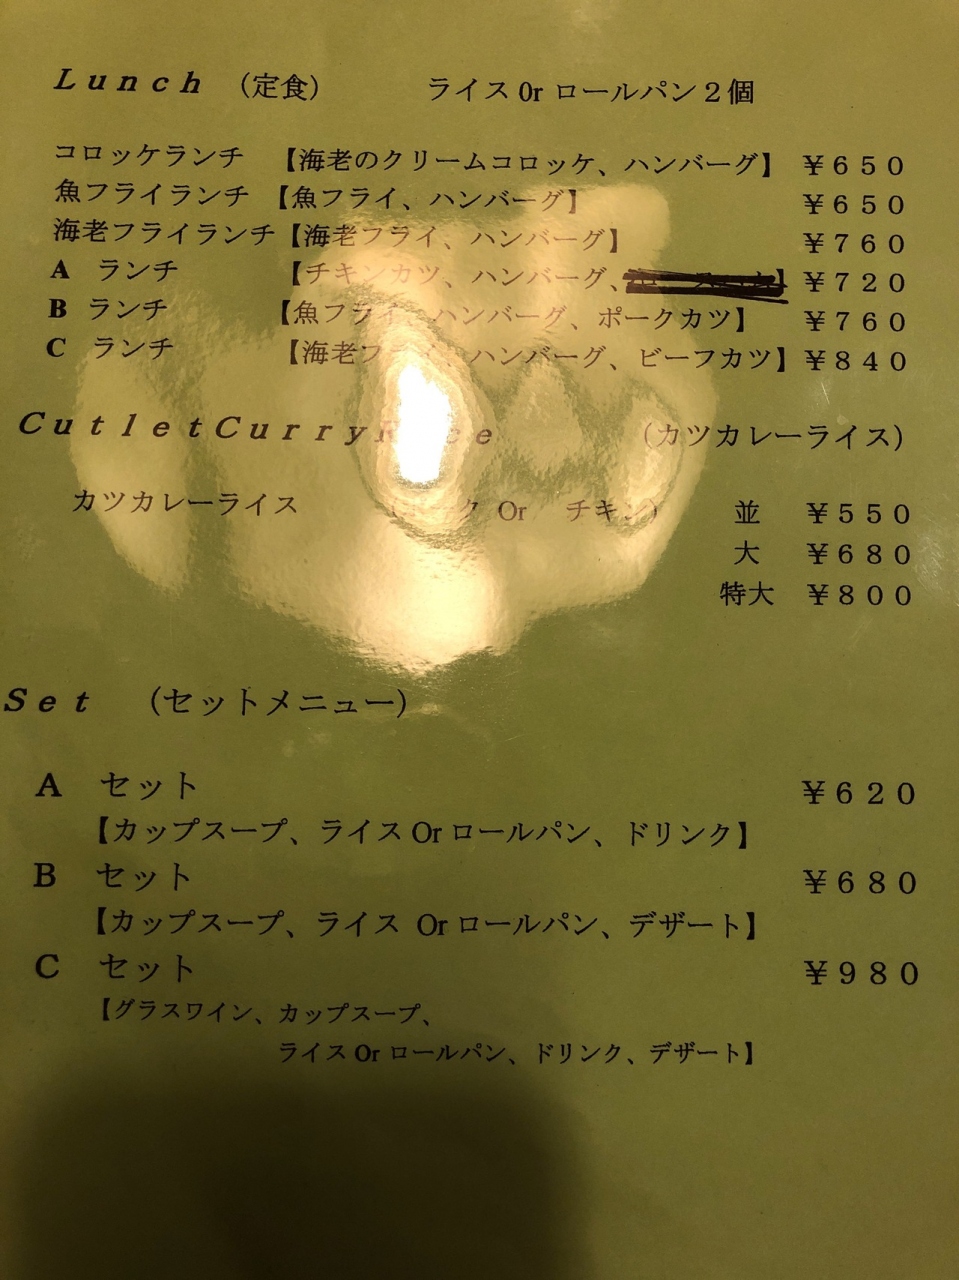 Lunch （定食） ライス 0r ロールパン２個
コロッケランチ 【海老のクリームコロッケ、ハンバーグ】 ￥６５０
魚フライランチ 【魚フライ、ハンバーグ】 ￥６５０
海老フライランチ【海老フライ、ハンバーグ】 ￥７６０
A ランチ 【チキンカツ、ハンバーグ、 】 ￥７２０
B ランチ 【魚フライ、ハンバーグ、ポークカツ】 ￥７６０
C ランチ 【海老フライ、ハンバーグ、ビーフカツ】 ￥８４０
CutletCurryRice （カツカレーライス）
カツカレーライス Or チキン） 並 ￥５５０
大 ￥６８０
特大 ￥８００
Set （セットメニュー）
A セット ￥６２０
【カップスープ、ライス Or ロールパン、ドリンク】
B セット ￥６８０
【カップスープ、ライス Or ロールパン、デザート】
C セット ￥９８０
【グラスワイン、カップスープ、
ライス Or ロールパン、ドリンク、デザート】